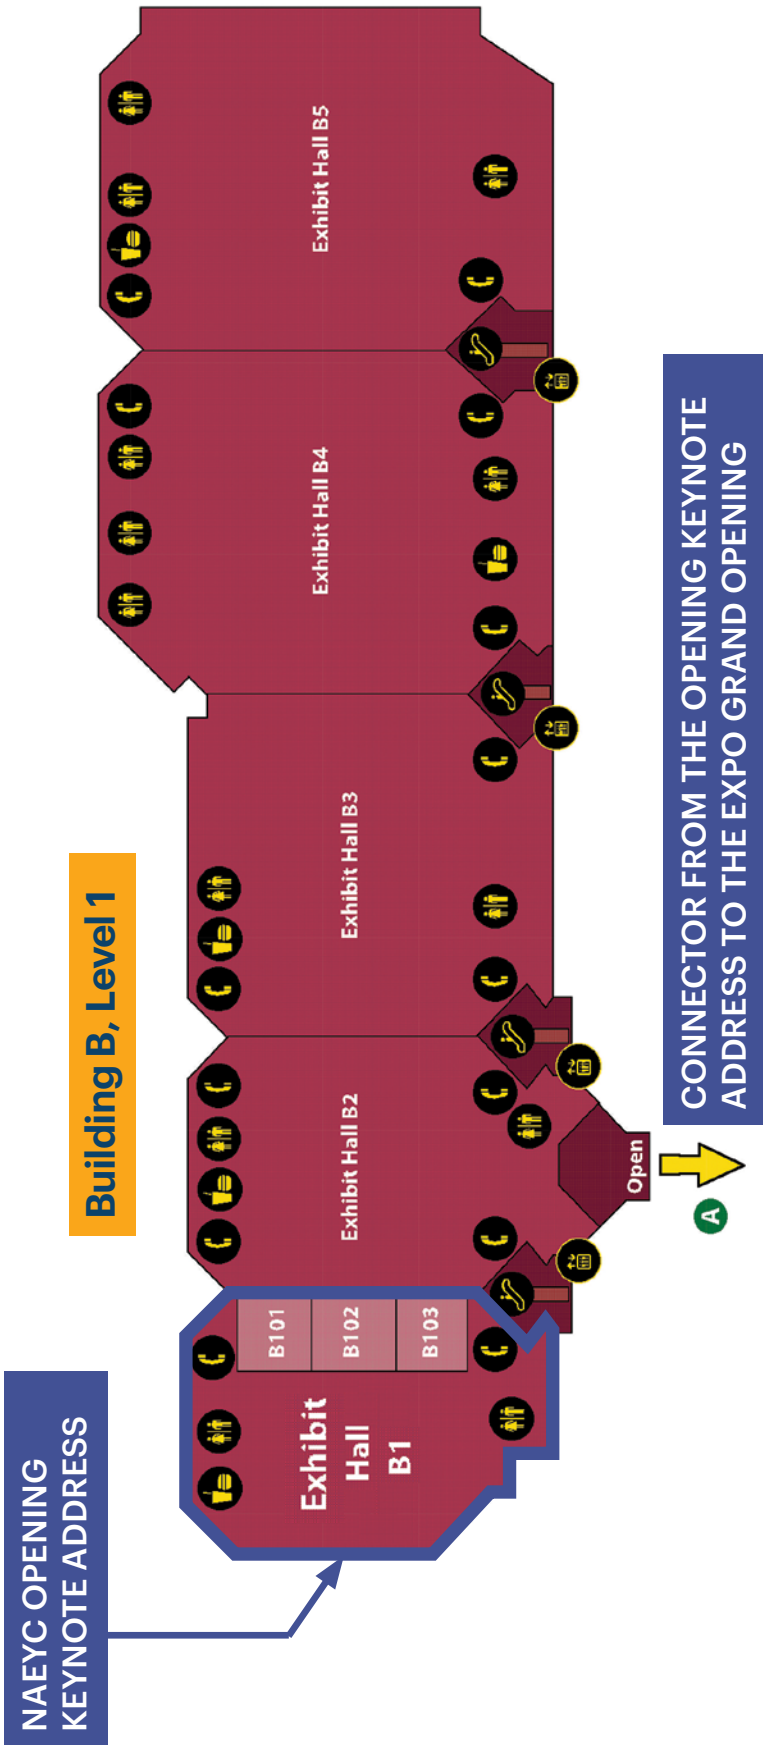 NAEYC OPENING
KEYNOTE ADDRESS
Building B, Level 1
Exhibit
Hall
B1
B101
B102
B103
Exhibit Hall B2
Exhibit Hall B3
Exhibit Hall B4
Exhibit Hall B5
Open
A
CONNECTOR FROM THE OPENING KEYNOTE
ADDRESS TO THE EXPO GRAND OPENING